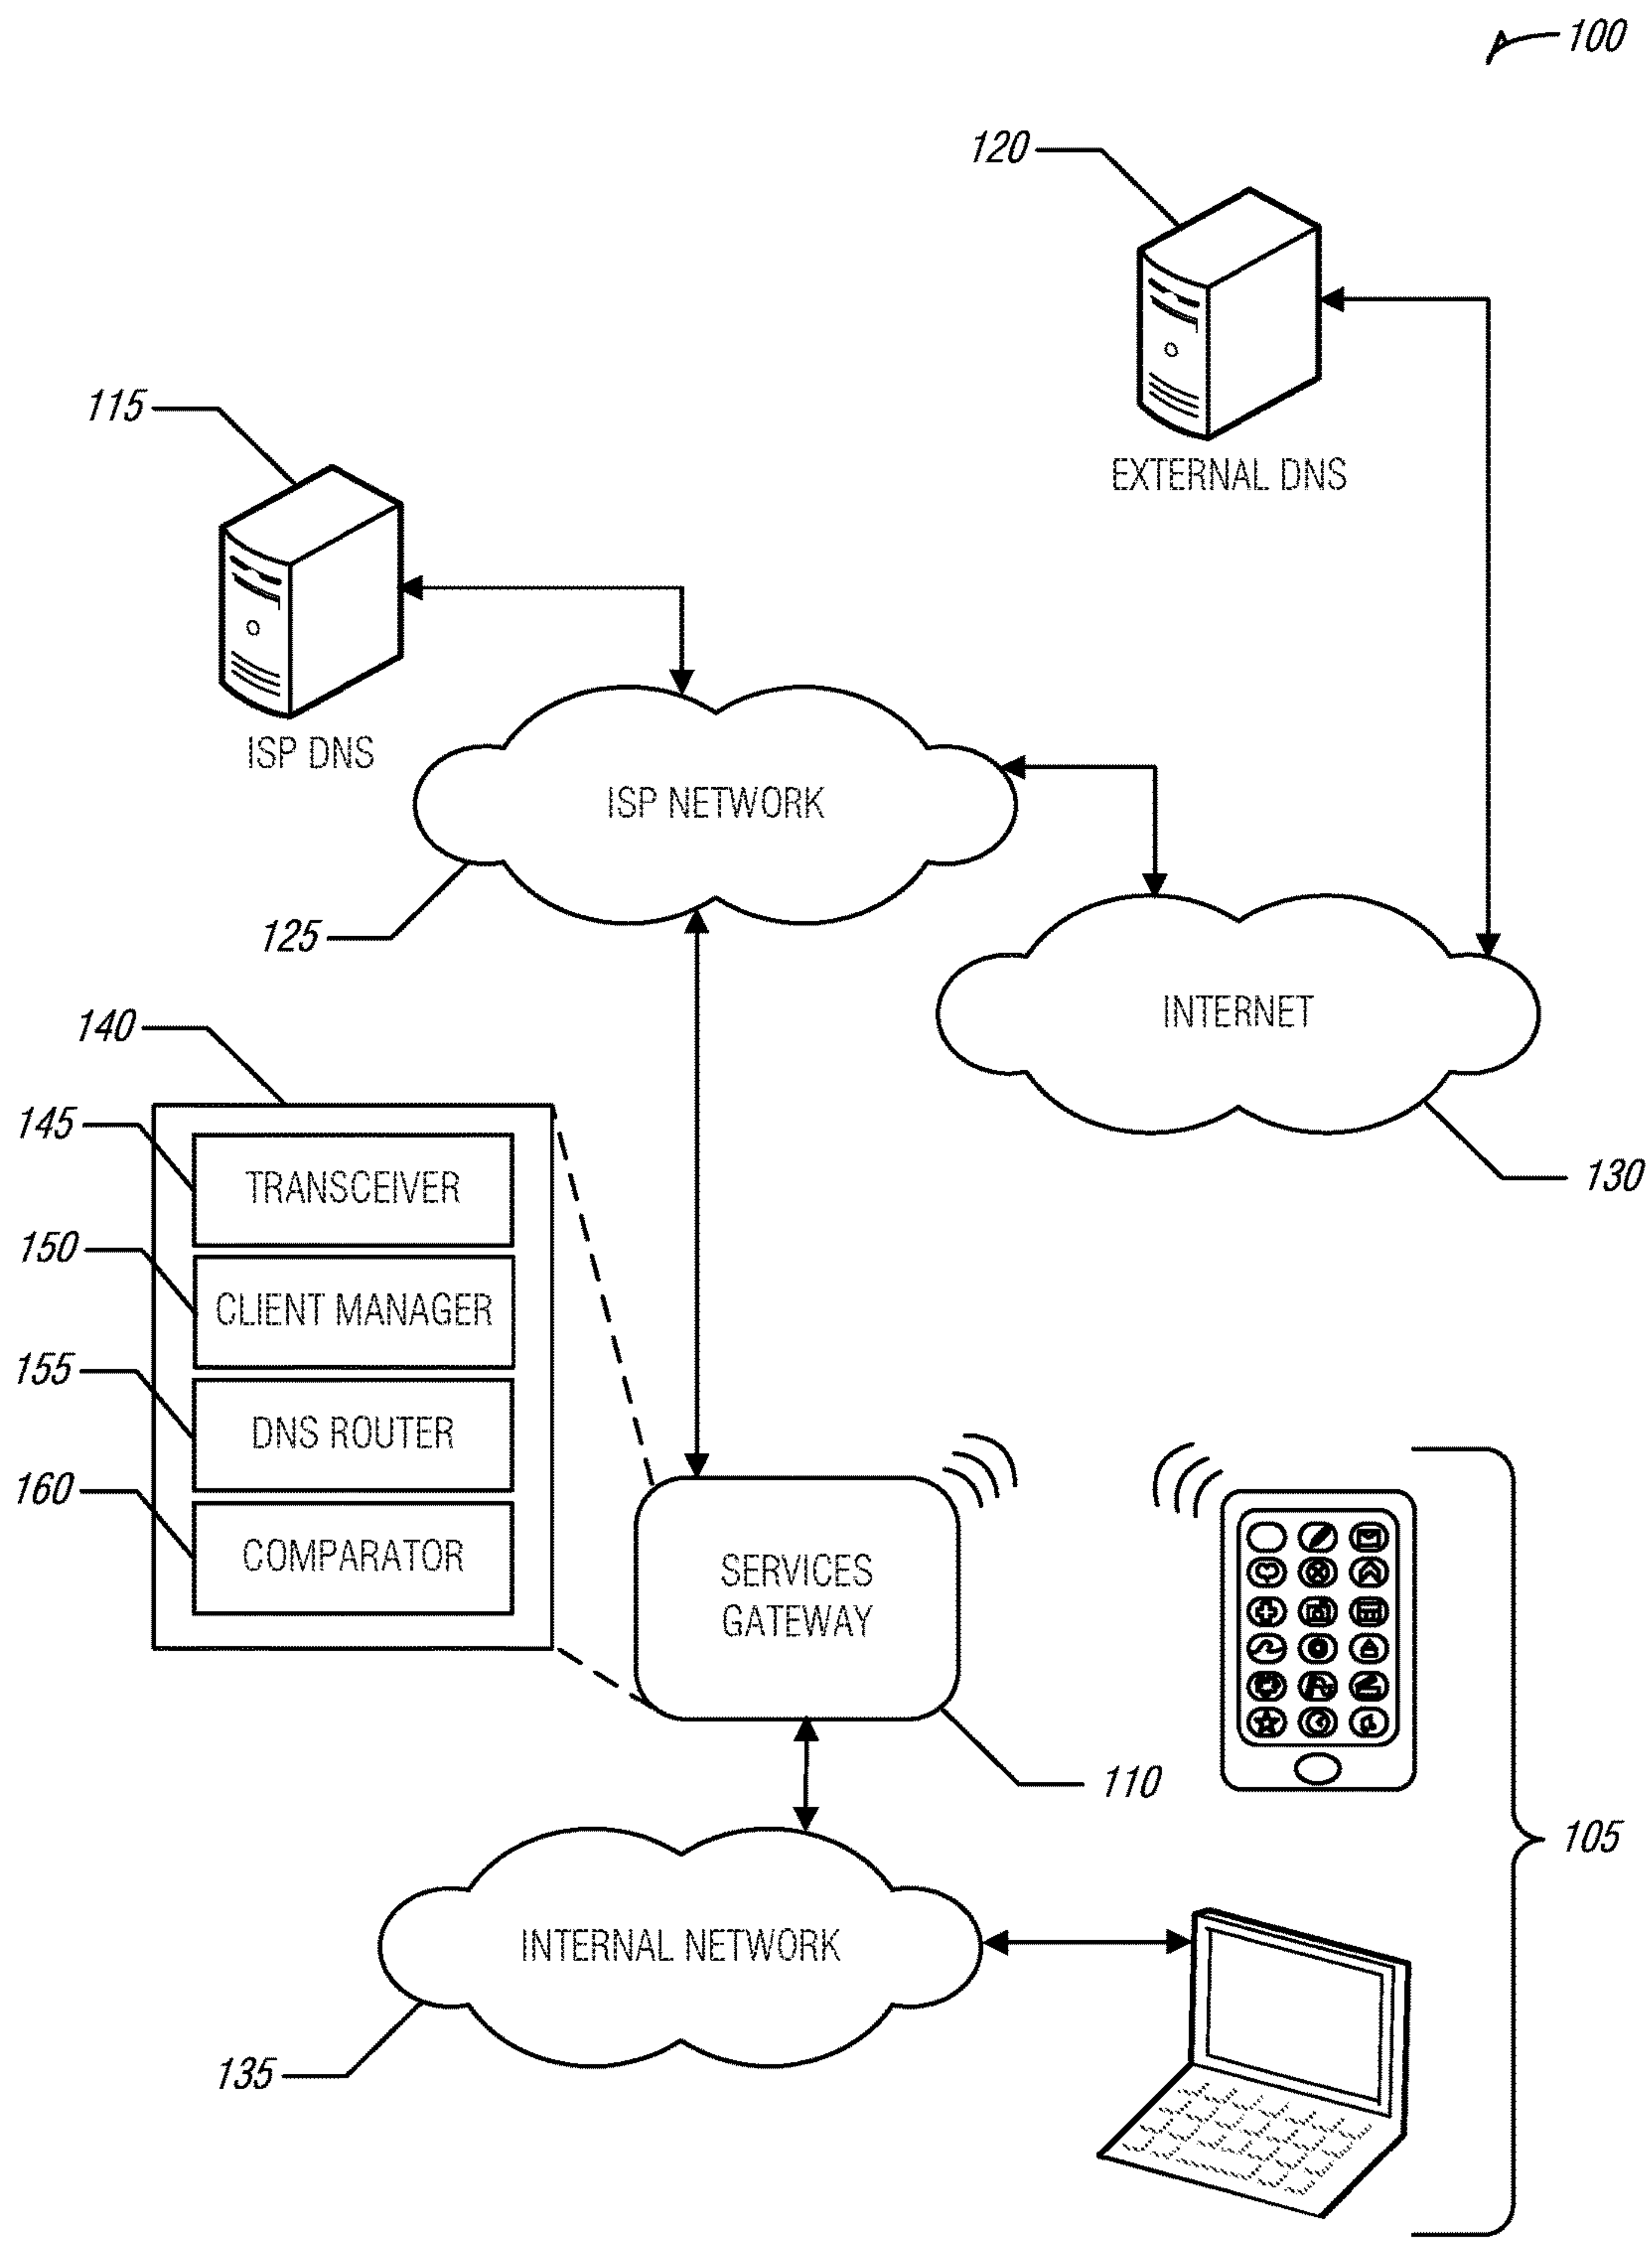 100
120
EXTERNAL DNS
115
ISP DNS
ISP NETWORK
125
INTERNET
130
140
145
TRANSCEIVER
150
CLIENT MANAGER
155
DNS ROUTER
160
COMPARATOR
SERVICES
GATEWAY
110
105
INTERNAL NETWORK
135